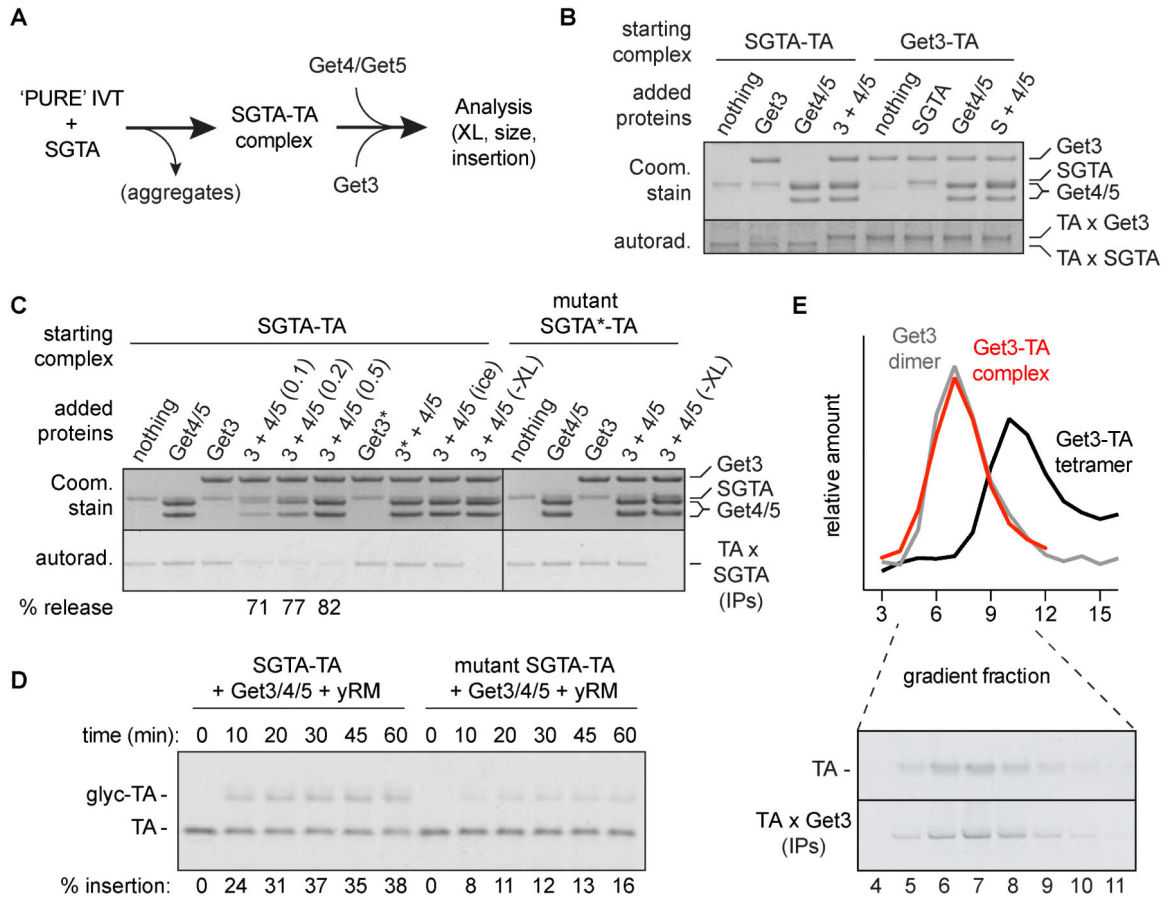 A
'PURE' IVT
+
SGTA
(aggregates)
SGTA-TA
complex
Get4/Get5
Get3
Analysis
(XL, size,
insertion)
B
starting
complex
SGTA-TA
Get3-TA
added
proteins
nothing
Get3
Get4/5
3 + 4/5
nothing
SGTA
Get4/5
S + 4/5
Coom.
stain
autorad.
Get3
SGTA
Get4/5
TA x Get3
TA x SGTA
C
starting
complex
SGTA-TA
mutant
SGTA*-TA
added
proteins
nothing
Get4/5
Get3
3 + 4/5 (0.1)
3 + 4/5 (0.2)
3 + 4/5 (0.5)
Get3*
3* + 4/5
3 + 4/5 (ice)
3 + 4/5 (-XL)
nothing
Get4/5
Get3
3 + 4/5
3 + 4/5 (-XL)
Coom.
stain
autorad.
Get3
SGTA
Get4/5
TA x
SGTA
(IPs)
% release 71 77 82
D
SGTA-TA
+ Get3/4/5 + yRM
mutant SGTA-TA
+ Get3/4/5 + yRM
time (min): 0 10 20 30 45 60 0 10 20 30 45 60
glyc-TA -
TA -
% insertion: 0 24 31 37 35 38 0 8 11 12 13 16
E
Get3
dimer
Get3-TA
complex
Get3-TA
tetramer
relative amount
3 6 9 12 15
gradient fraction
TA -
TA x Get3
(IPs)
4 5 6 7 8 9 10 11